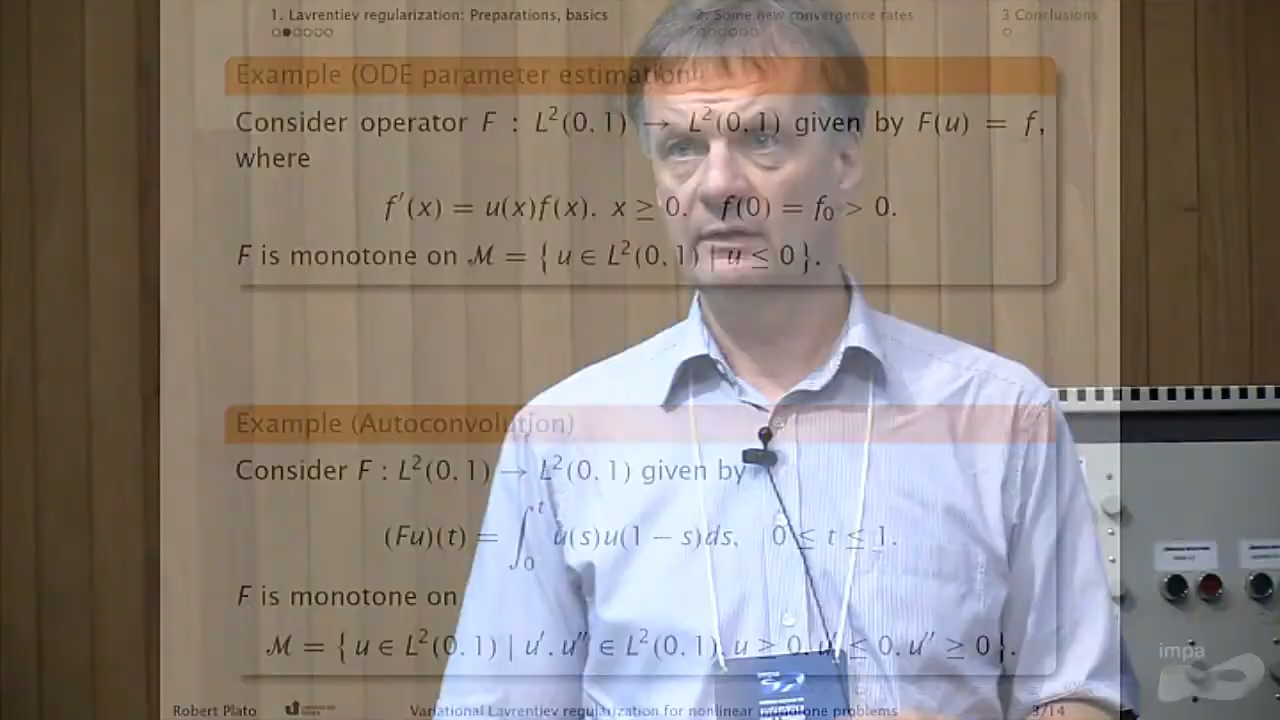 1. Lavrentiev regularization: Preparations, basics 2. Some new convergence rates 3 Conclusions
Example (ODE parameter estimation)
Consider operator F : L²(0, 1) → L²(0, 1) given by F(u) = f,
where
f′(x) = u(x)f(x), x ≥ 0, f(0) = f₀ > 0.
F is monotone on ℳ = { u ∈ L²(0, 1) | u ≤ 0 }.
Example (Autoconvolution)
Consider F : L²(0, 1) → L²(0, 1) given by
(Fu)(t) = ∫₀ᵗ u(s)u(1 − s)ds, 0 ≤ t ≤ 1.
F is monotone on
ℳ = { u ∈ L²(0, 1) | u′, u″ ∈ L²(0, 1), u ≥ 0, u′ ≤ 0, u″ ≥ 0 }.
impa
Robert Plato Variational Lavrentiev regularization for nonlinear monotone problems 3/14